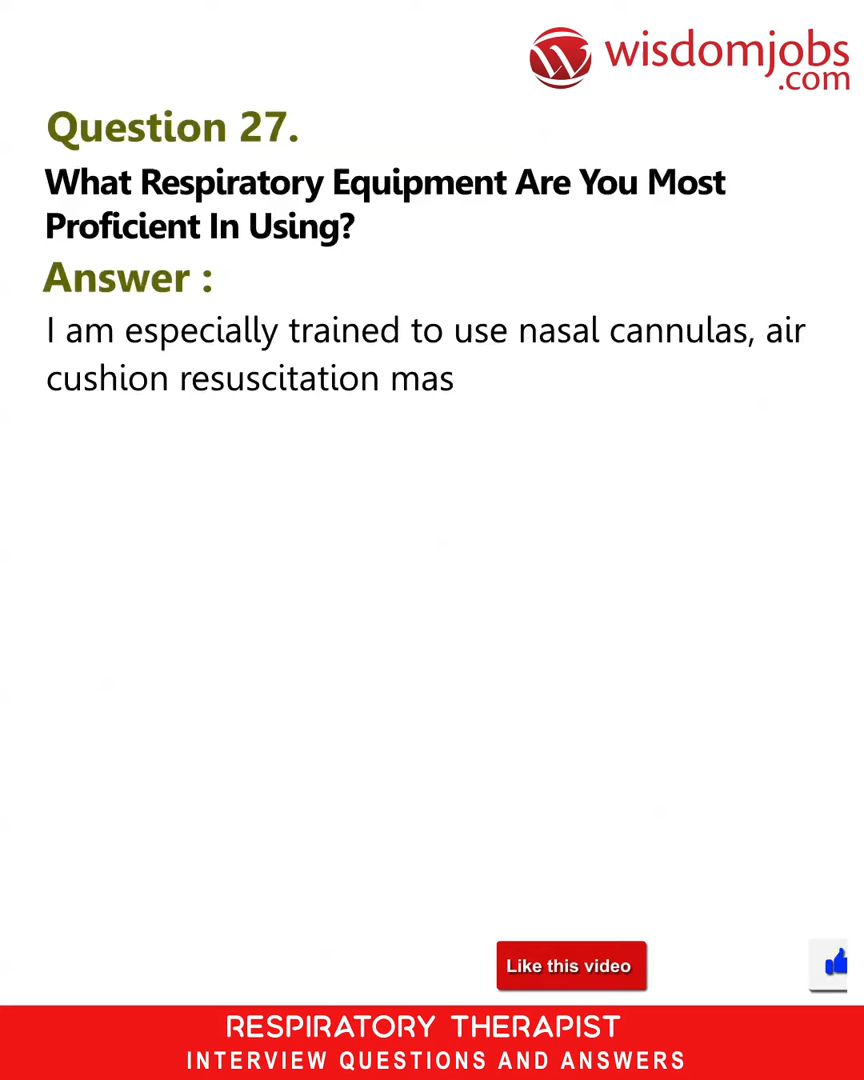 wisdomjobs
.com
Question 27.
What Respiratory Equipment Are You Most
Proficient In Using?
Answer :
I am especially trained to use nasal cannulas, air
cushion resuscitation mas
Like this video
RESPIRATORY THERAPIST
INTERVIEW QUESTIONS AND ANSWERS